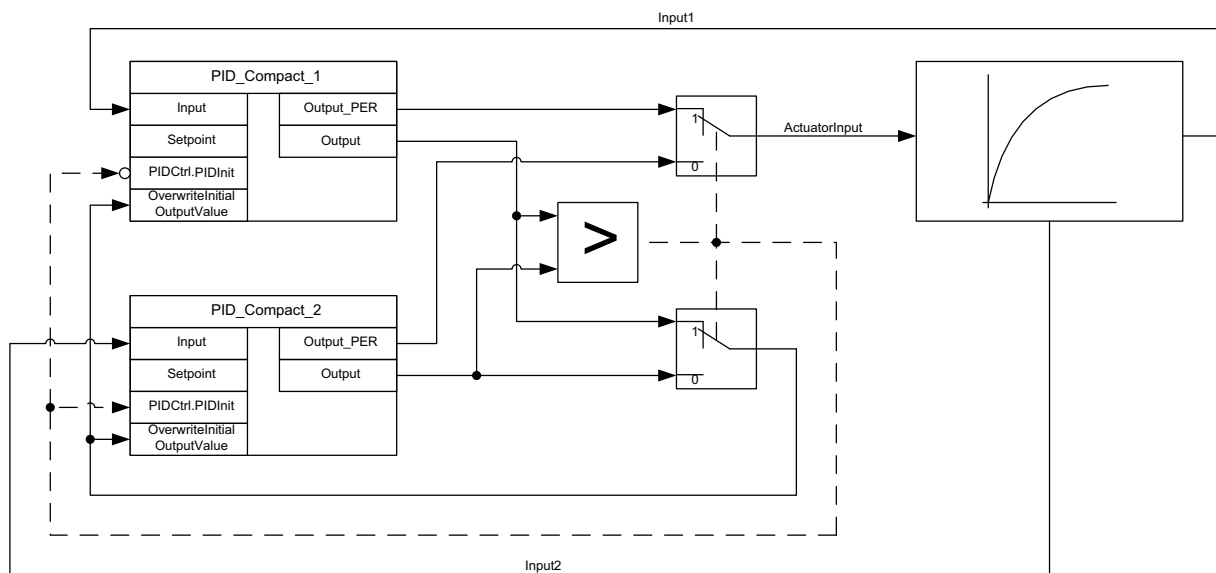 Input1
PID_Compact_1
Input
Output_PER
Setpoint
Output
PIDCtrl.PIDInit
OverwriteInitial
OutputValue
1
0
ActuatorInput
>
PID_Compact_2
Input
Output_PER
Setpoint
Output
PIDCtrl.PIDInit
OverwriteInitial
OutputValue
1
0
Input2